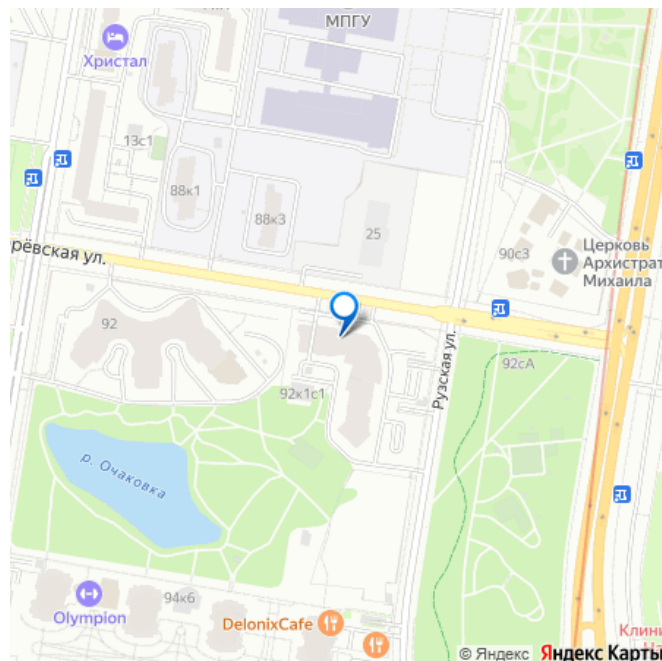 МПГУ
Христал
13с1
88к1
88к3
25
90с3
Церковь
Архистрат
Михаила
рёвская ул.
92
92к1с1
Рузская ул.
92сА
р. Очаковка
94к6
Olympion
DelonixCafe
Клини
© Яндекс Яндекс Карты